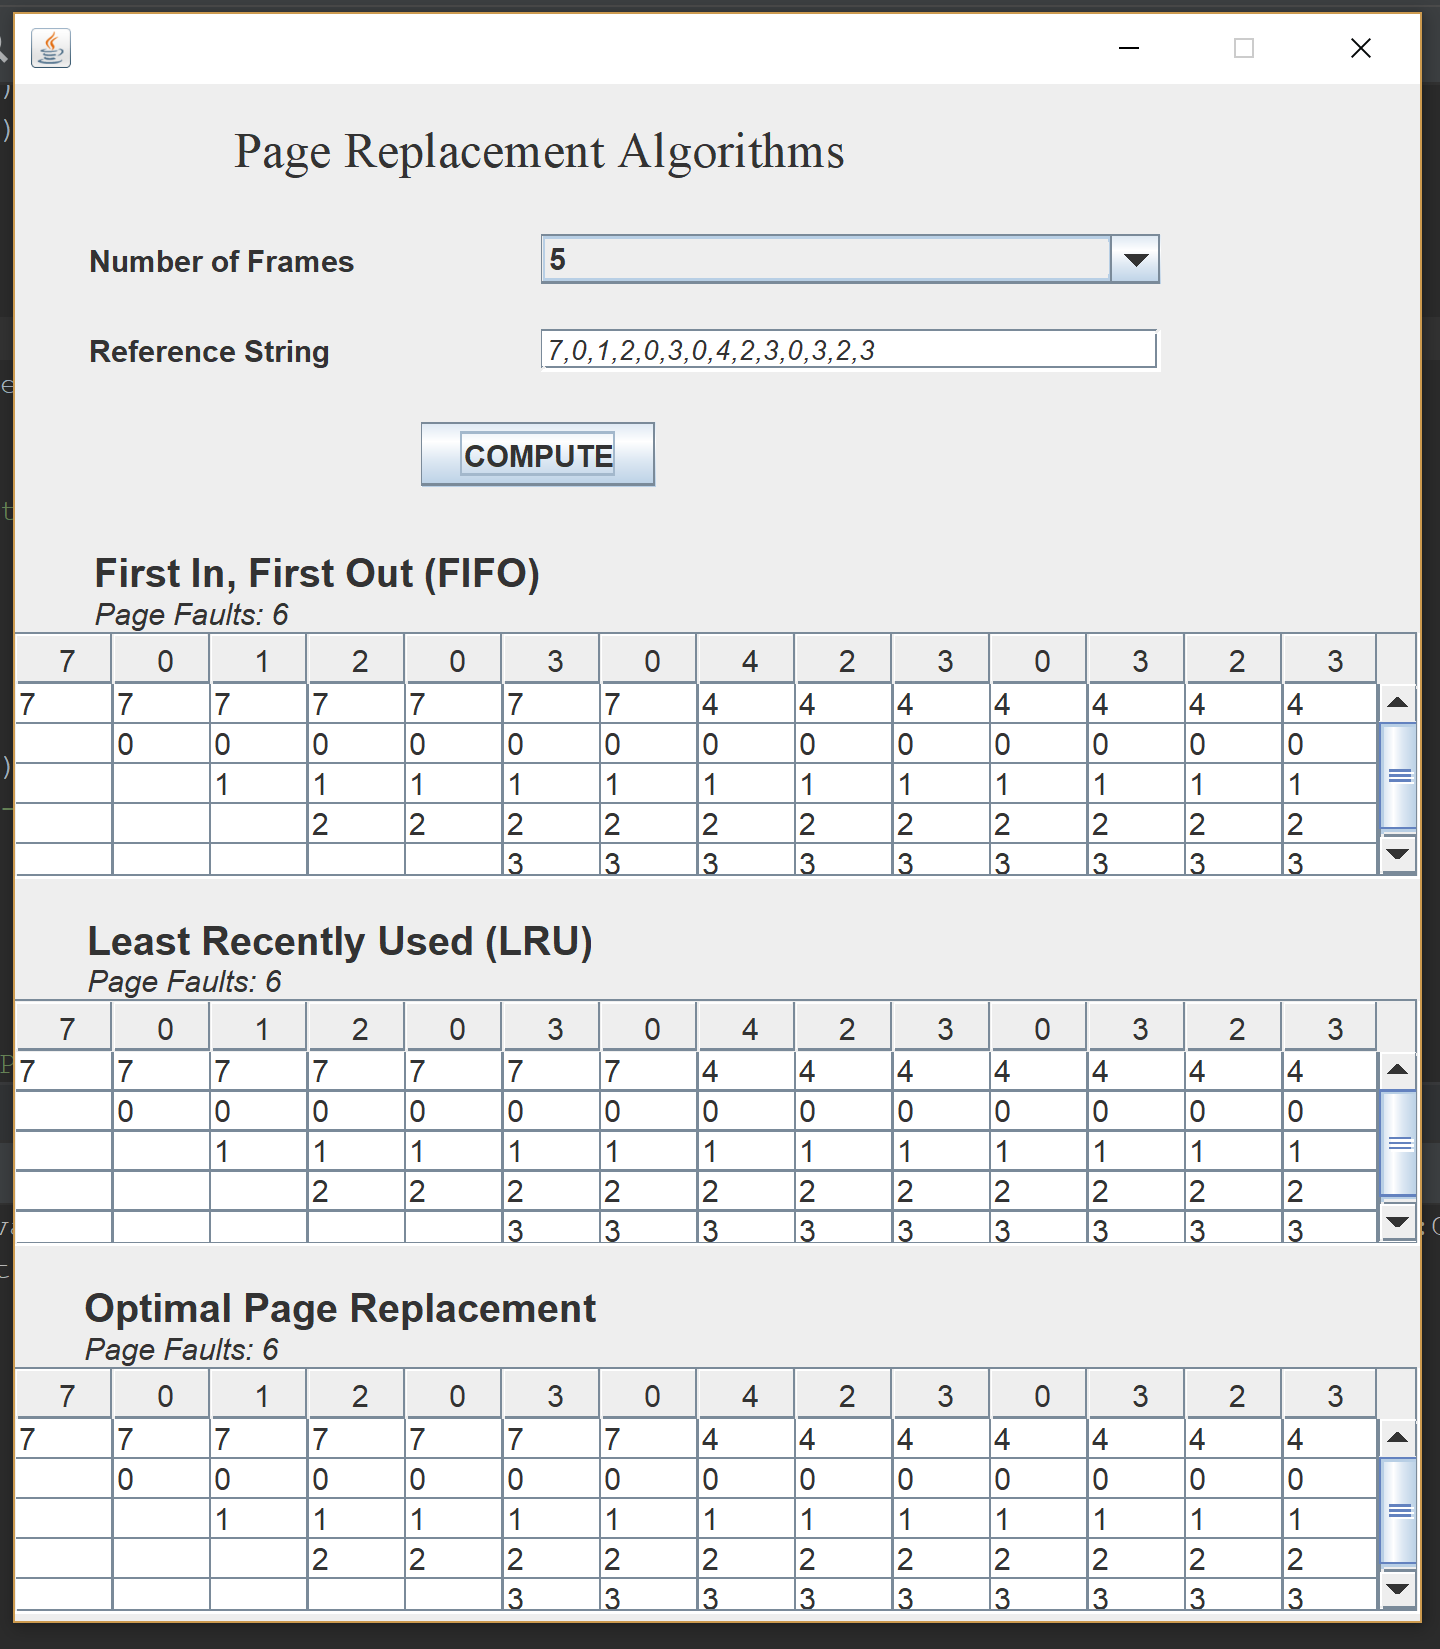 Page Replacement Algorithms
Number of Frames 5
Reference String 7,0,1,2,0,3,0,4,2,3,0,3,2,3
COMPUTE
First In, First Out (FIFO)
Page Faults: 6
7 0 1 2 0 3 0 4 2 3 0 3 2 3
7 7 7 7 7 7 7 4 4 4 4 4 4 4
0 0 0 0 0 0 0 0 0 0 0 0 0
1 1 1 1 1 1 1 1 1 1 1 1
2 2 2 2 2 2 2 2 2 2 2
3 3 3 3 3 3 3 3 3
Least Recently Used (LRU)
Page Faults: 6
7 0 1 2 0 3 0 4 2 3 0 3 2 3
7 7 7 7 7 7 7 4 4 4 4 4 4 4
0 0 0 0 0 0 0 0 0 0 0 0 0
1 1 1 1 1 1 1 1 1 1 1 1
2 2 2 2 2 2 2 2 2 2 2
3 3 3 3 3 3 3 3 3
Optimal Page Replacement
Page Faults: 6
7 0 1 2 0 3 0 4 2 3 0 3 2 3
7 7 7 7 7 7 7 4 4 4 4 4 4 4
0 0 0 0 0 0 0 0 0 0 0 0 0
1 1 1 1 1 1 1 1 1 1 1 1
2 2 2 2 2 2 2 2 2 2 2
3 3 3 3 3 3 3 3 3